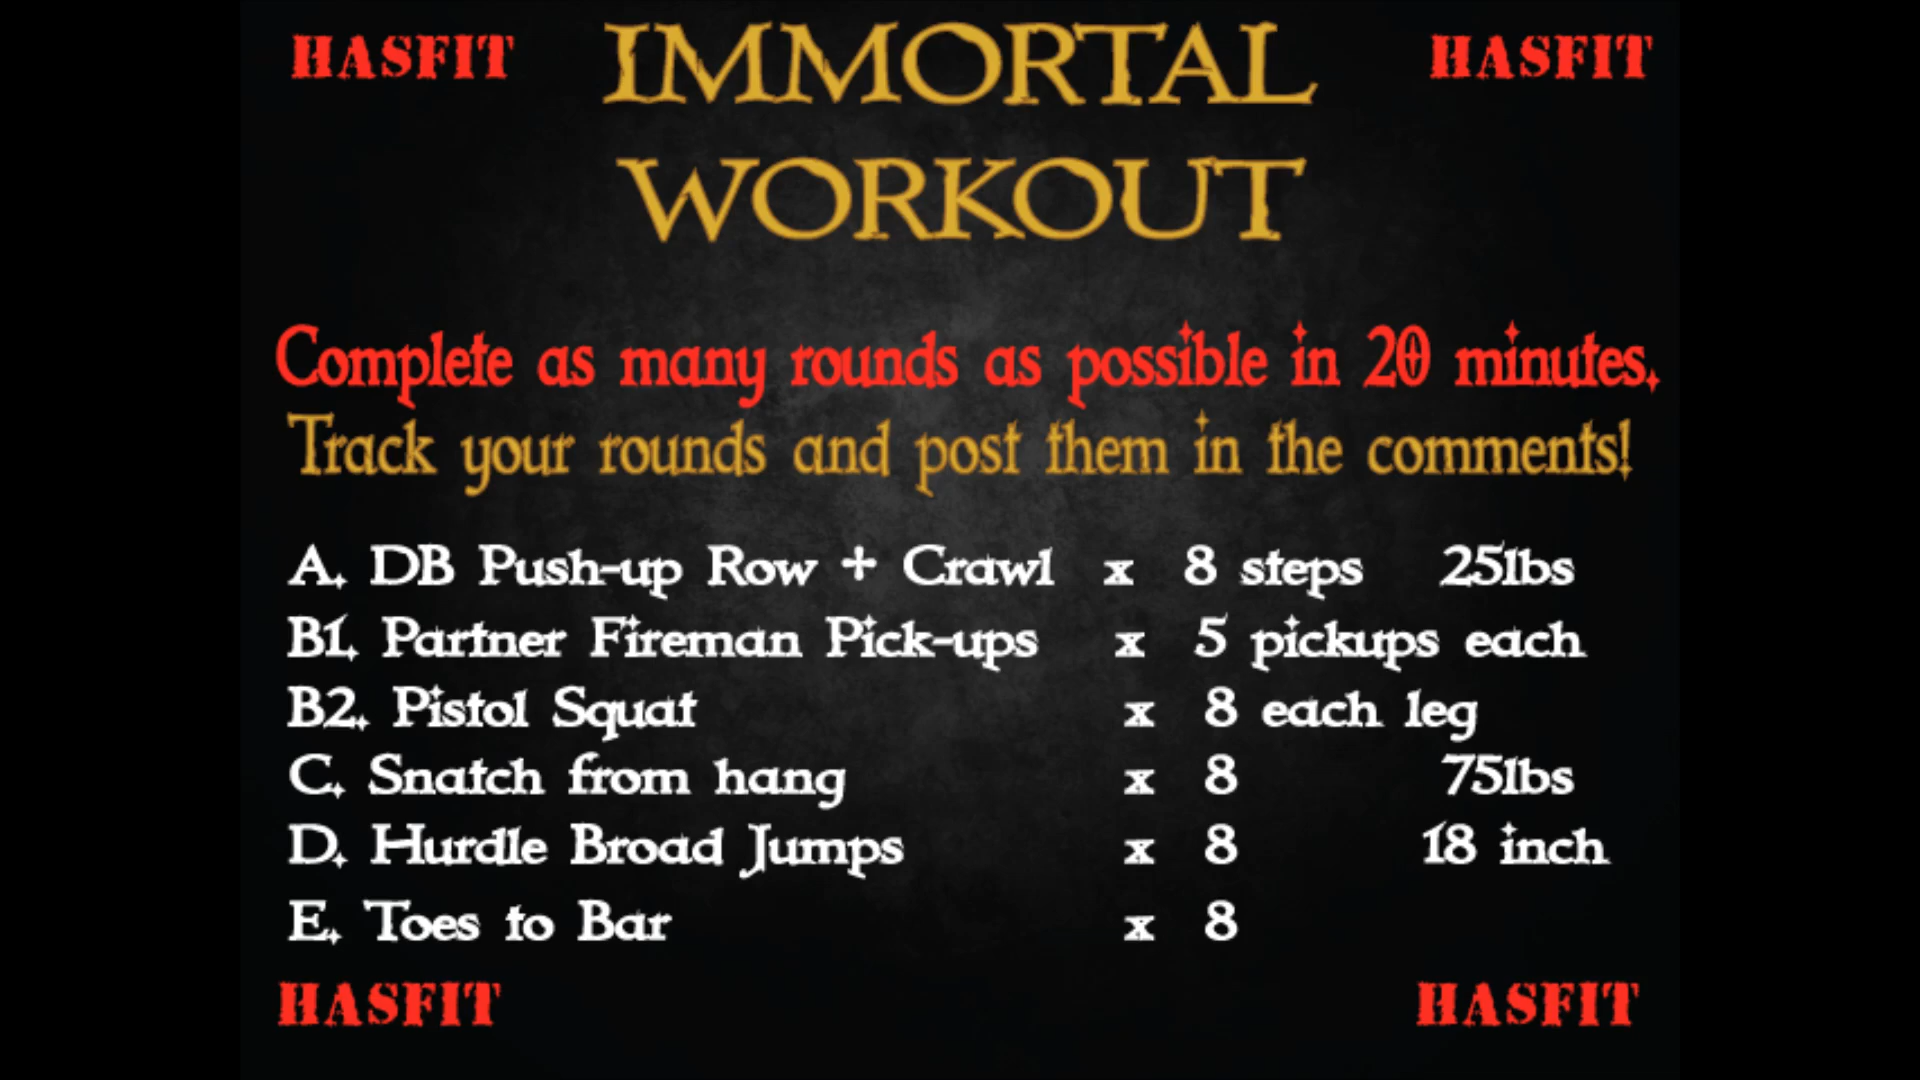 HASFIT IMMORTAL HASFIT
WORKOUT
Complete as many rounds as possible in 20 minutes.
Track your rounds and post them in the comments!
A. DB Push-up Row + Crawl x 8 steps 25lbs
B1. Partner Fireman Pick-ups x 5 pickups each
B2. Pistol Squat x 8 each leg
C. Snatch from hang x 8 75lbs
D. Hurdle Broad Jumps x 8 18 inch
E. Toes to Bar x 8
HASFIT HASFIT